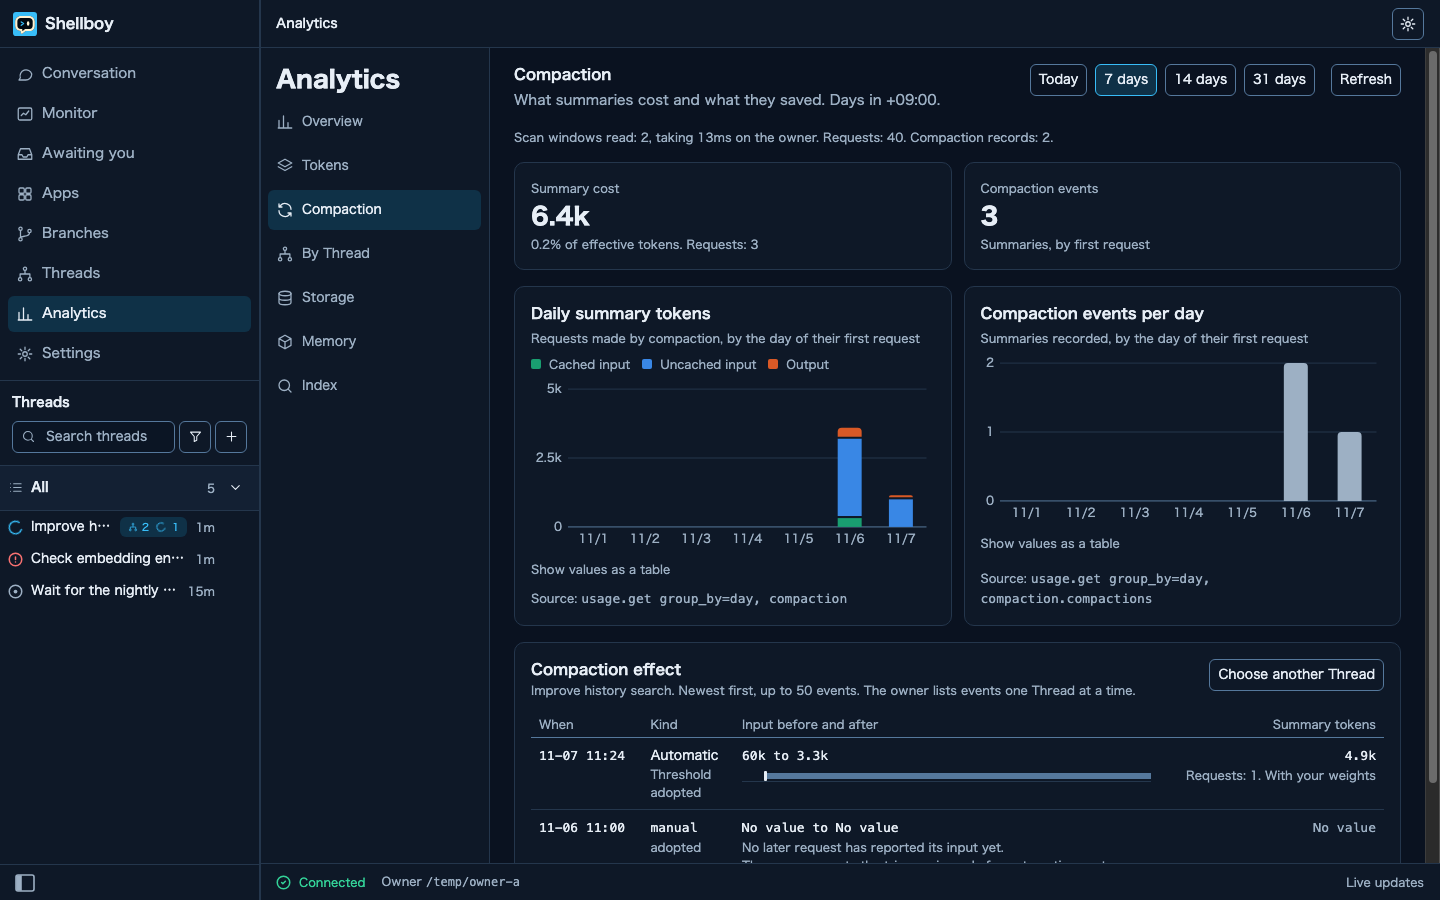 Shellboy
Analytics
Conversation
Monitor
Awaiting you
Apps
Branches
Threads
Analytics
Settings
Threads
Search threads
All 5
Improve h··· 2 1 1m
Check embedding en··· 1m
Wait for the nightly ··· 15m
Analytics
Overview
Tokens
Compaction
By Thread
Storage
Memory
Index
Compaction
What summaries cost and what they saved. Days in +09:00.
Today 7 days 14 days 31 days Refresh
Scan windows read: 2, taking 13ms on the owner. Requests: 40. Compaction records: 2.
Summary cost
6.4k
0.2% of effective tokens. Requests: 3
Compaction events
3
Summaries, by first request
Daily summary tokens
Requests made by compaction, by the day of their first request
Cached input Uncached input Output
5k
2.5k
0
11/1 11/2 11/3 11/4 11/5 11/6 11/7
Show values as a table
Source: usage.get group_by=day, compaction
Compaction events per day
Summaries recorded, by the day of their first request
2
1
0
11/1 11/2 11/3 11/4 11/5 11/6 11/7
Show values as a table
Source: usage.get group_by=day,
compaction.compactions
Compaction effect
Improve history search. Newest first, up to 50 events. The owner lists events one Thread at a time.
Choose another Thread
When Kind Input before and after Summary tokens
11-07 11:24 Automatic 60k to 3.3k 4.9k
Threshold Requests: 1. With your weights
adopted
11-06 11:00 manual No value to No value No value
adopted No later request has reported its input yet.
Connected Owner /temp/owner-a Live updates